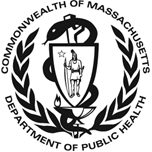 COMMONWEALTH OF MASSACHUSETTS
DEPARTMENT OF PUBLIC HEALTH